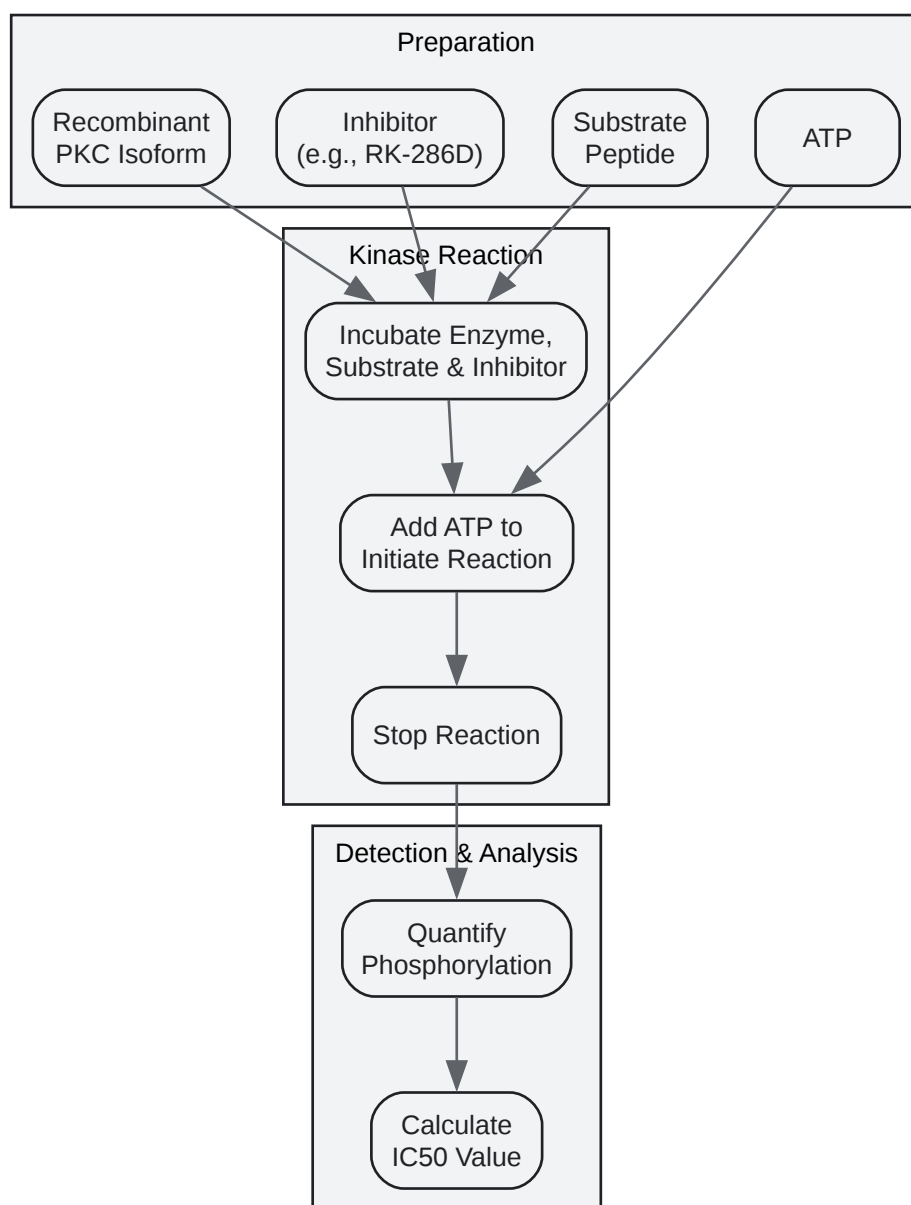 Preparation
Recombinant
PKC Isoform
Inhibitor
(e.g., RK-286D)
Substrate
Peptide
ATP
Kinase Reaction
Incubate Enzyme,
Substrate & Inhibitor
Add ATP to
Initiate Reaction
Stop Reaction
Detection & Analysis
Quantify
Phosphorylation
Calculate
IC50 Value